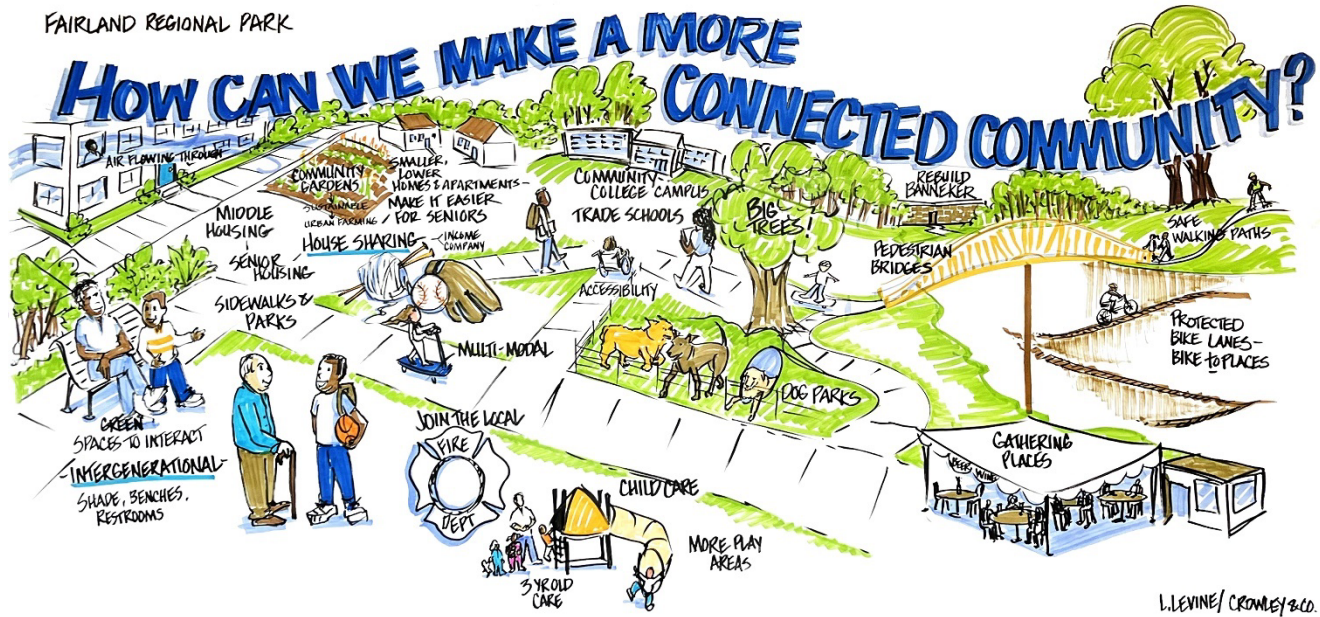 FAIRLAND REGIONAL PARK
HOW CAN WE MAKE A MORE
CONNECTED COMMUNITY?
AIR FLOWING THROUGH
COMMUNITY
GARDENS
SUSTAINABLE
URBAN FARMING
SMALLER,
LOWER
HOMES & APARTMENTS-
MAKE IT EASIER
FOR SENIORS
MIDDLE
HOUSING
SENIOR
HOUSING
HOUSE SHARING
INCOME
COMPANY
SIDEWALKS &
PARKS
COMMUNITY
COLLEGE CAMPUS
TRADE SCHOOLS
ACCESSIBILITY
BIG
TREES!
REBUILD
BANNEKER
PEDESTRIAN
BRIDGES
SAFE
WALKING PATHS
PROTECTED
BIKE LANES-
BIKE TO PLACES
MULTI-MODAL
DOG PARKS
GREEN
SPACES TO INTERACT
-INTERGENERATIONAL-
SHADE, BENCHES,
RESTROOMS
JOIN THE LOCAL
FIRE
DEPT
CHILD CARE
3 YR OLD
CARE
MORE PLAY
AREAS
GATHERING
PLACES
BEER WINE
L.LEVINE/ CROWLEY & CO.